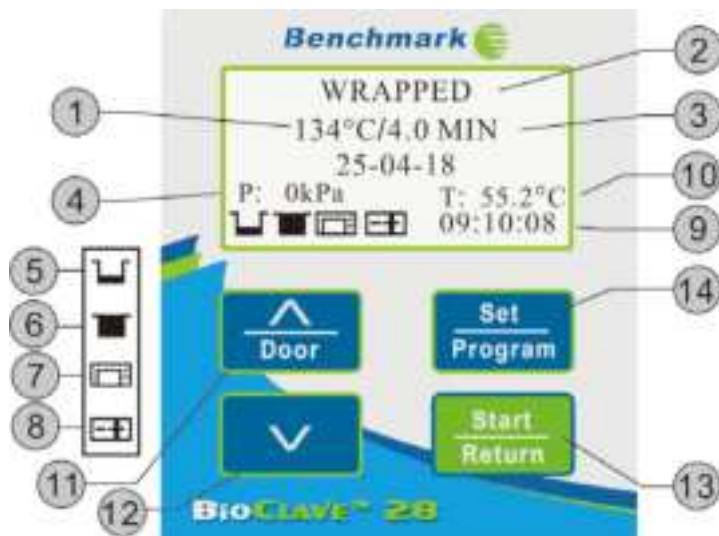 Benchmark
2
WRAPPED
1
134°C/4.0 MIN
3
25-04-18
10
4
P: 0kPa
T: 55.2°C
09:10:08
9
5
6
7
8
14
Door
Set
Program
Start
Return
11
12
13
BIOCLAVE™ 28